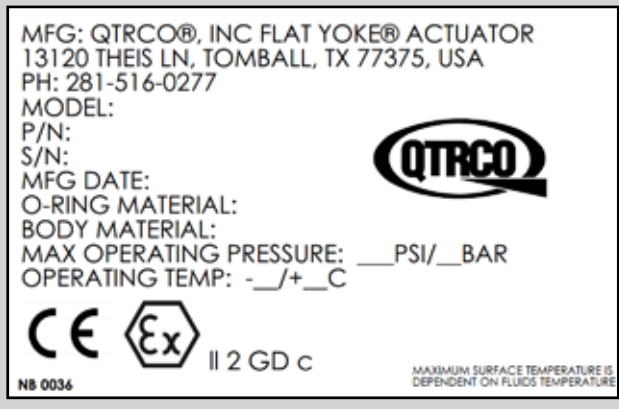 MFG: QTRCO®, INC FLAT YOKE® ACTUATOR
13120 THEIS LN, TOMBALL, TX 77375, USA
PH: 281-516-0277
MODEL:
P/N:
S/N:
MFG DATE:
O-RING MATERIAL:
BODY MATERIAL:
MAX OPERATING PRESSURE: ___PSI/__BAR
OPERATING TEMP: -__/+__C
QTRCO
CE Ex II 2 GD c
NB 0036
MAXIMUM SURFACE TEMPERATURE IS
DEPENDENT ON FLUIDS TEMPERATURE